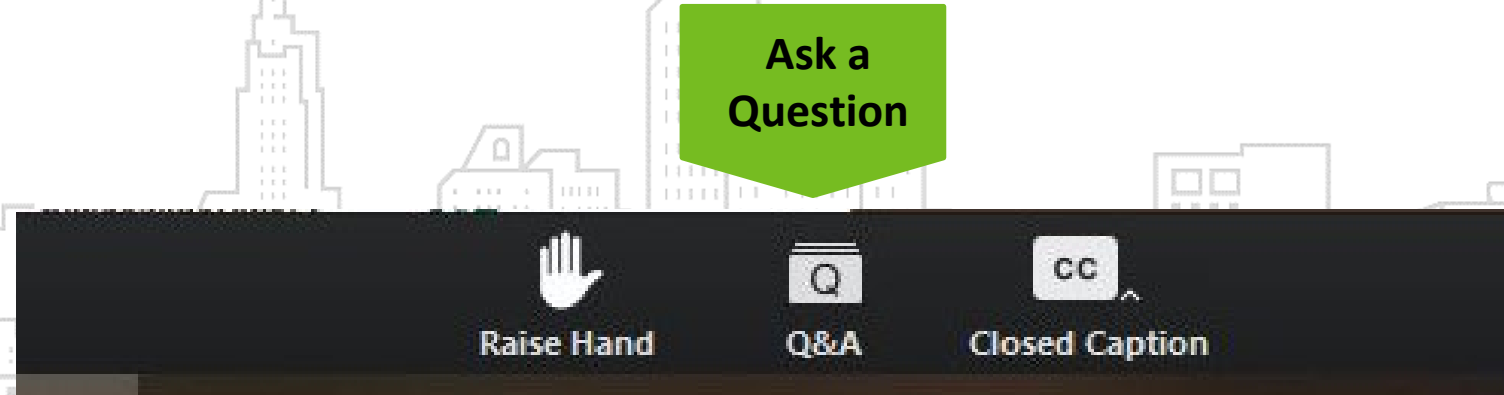 Ask a
Question
Q
CC
Raise Hand
Q&A
Closed Caption